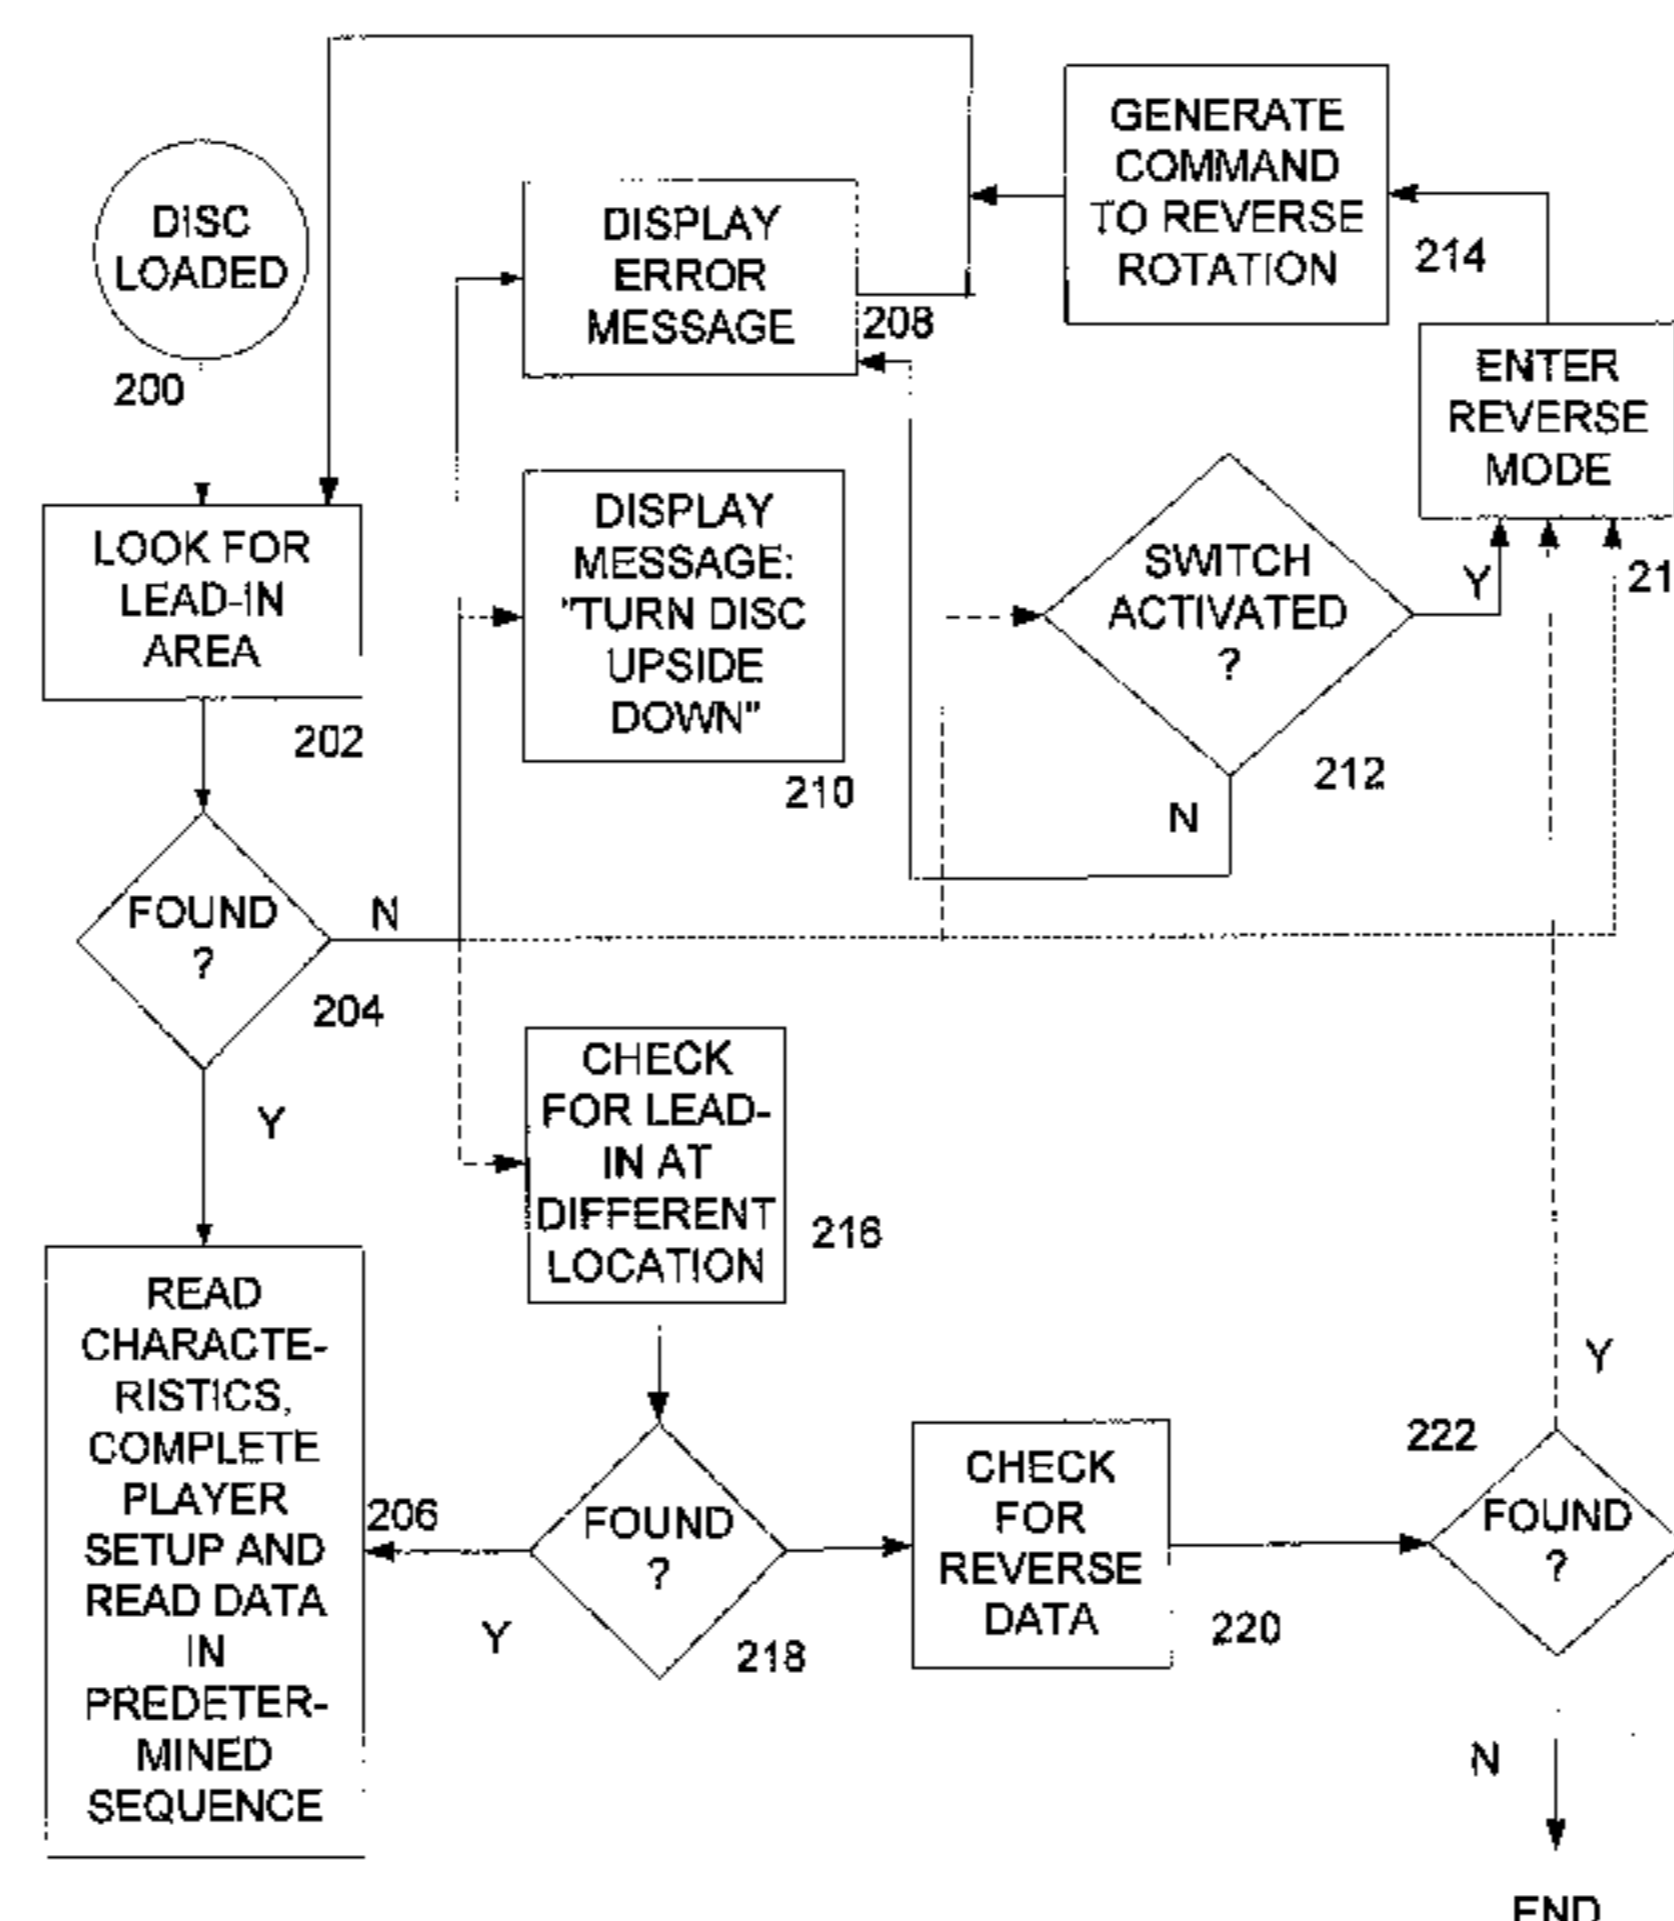 DISC
LOADED
200
LOOK FOR
LEAD-IN
AREA
202
FOUND
?
N
204
Y
READ
CHARACTE-
RISTICS,
COMPLETE
PLAYER
SETUP AND
READ DATA
IN
PREDETER-
MINED
SEQUENCE
206
DISPLAY
ERROR
MESSAGE
208
DISPLAY
MESSAGE:
"TURN DISC
UPSIDE
DOWN"
210
GENERATE
COMMAND
TO REVERSE
ROTATION
214
ENTER
REVERSE
MODE
21
SWITCH
ACTIVATED
?
Y
212
N
CHECK
FOR LEAD-
IN AT
DIFFERENT
LOCATION
216
FOUND
?
Y
218
CHECK
FOR
REVERSE
DATA
220
222
Y
FOUND
?
N
END